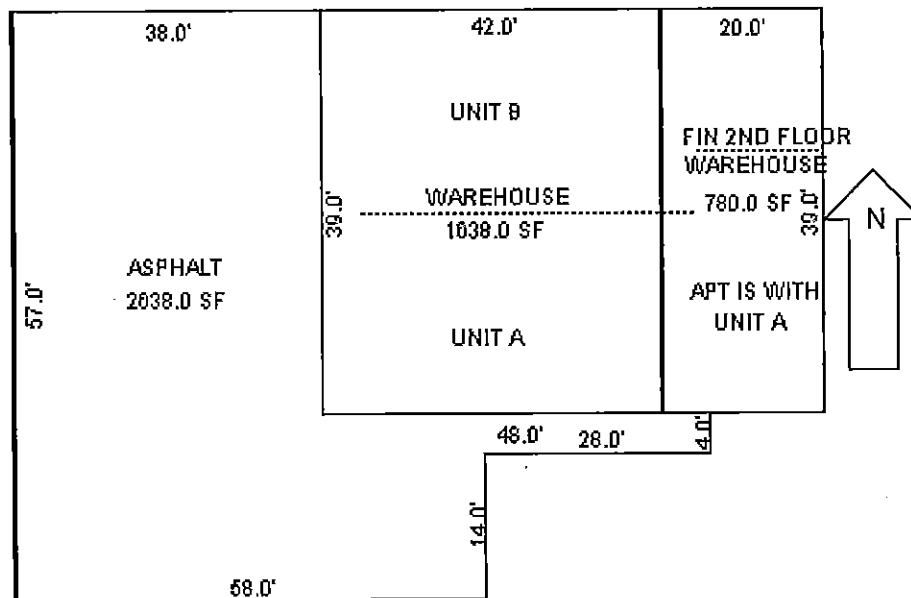 38.0'
42.0'
20.0'
UNIT B
FIN 2ND FLOOR
WAREHOUSE
WAREHOUSE
780.0 SF
39.0'
39.0'
N
1638.0 SF
ASPHALT
2638.0 SF
57.0'
APT IS WITH
UNIT A
UNIT A
48.0'
28.0'
4.0'
14.0'
58.0'